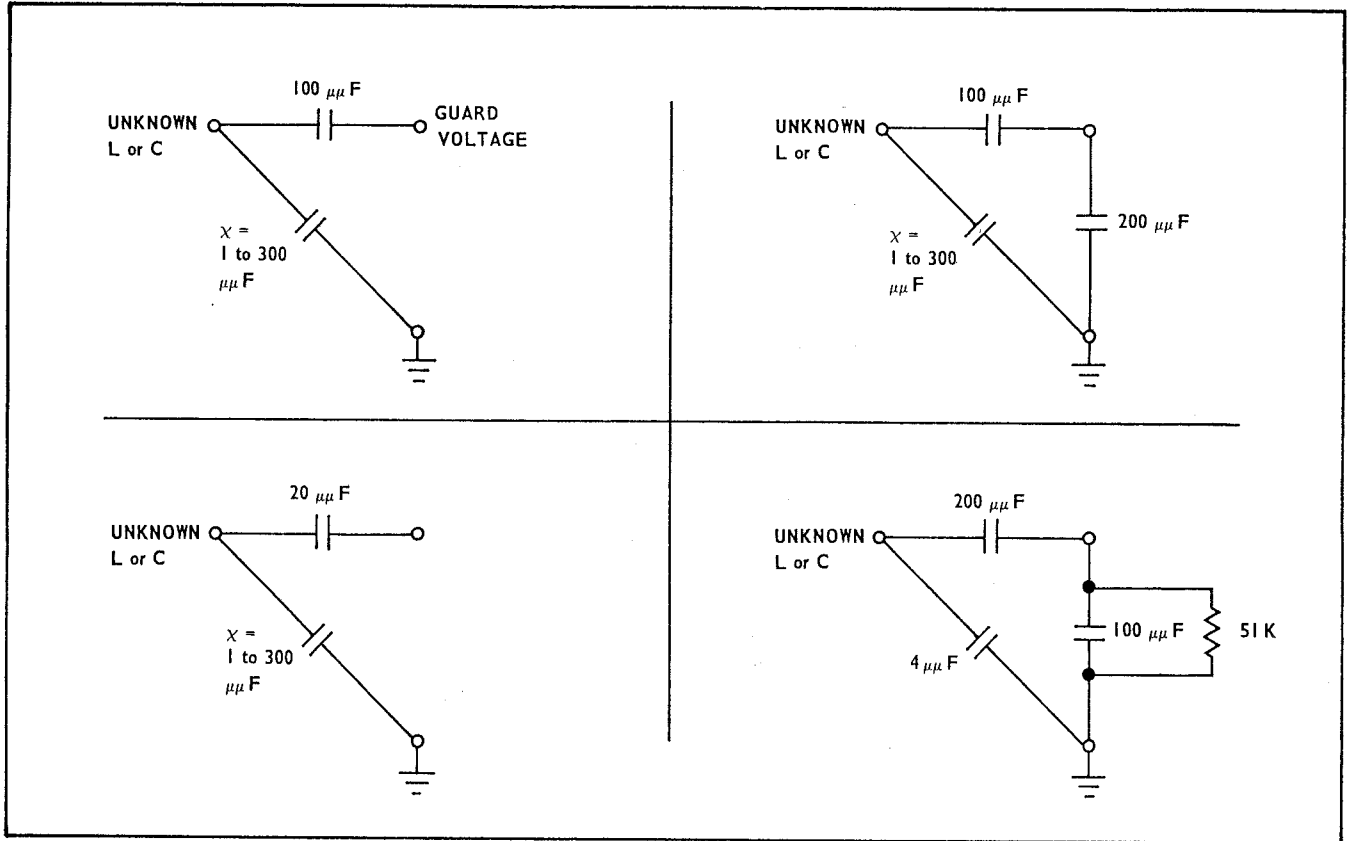 100 μμF
UNKNOWN
L or C
GUARD
VOLTAGE
χ =
1 to 300
μμF
100 μμF
UNKNOWN
L or C
200 μμF
χ =
1 to 300
μμF
20 μμF
UNKNOWN
L or C
χ =
1 to 300
μμF
200 μμF
UNKNOWN
L or C
100 μμF
51K
4 μμF